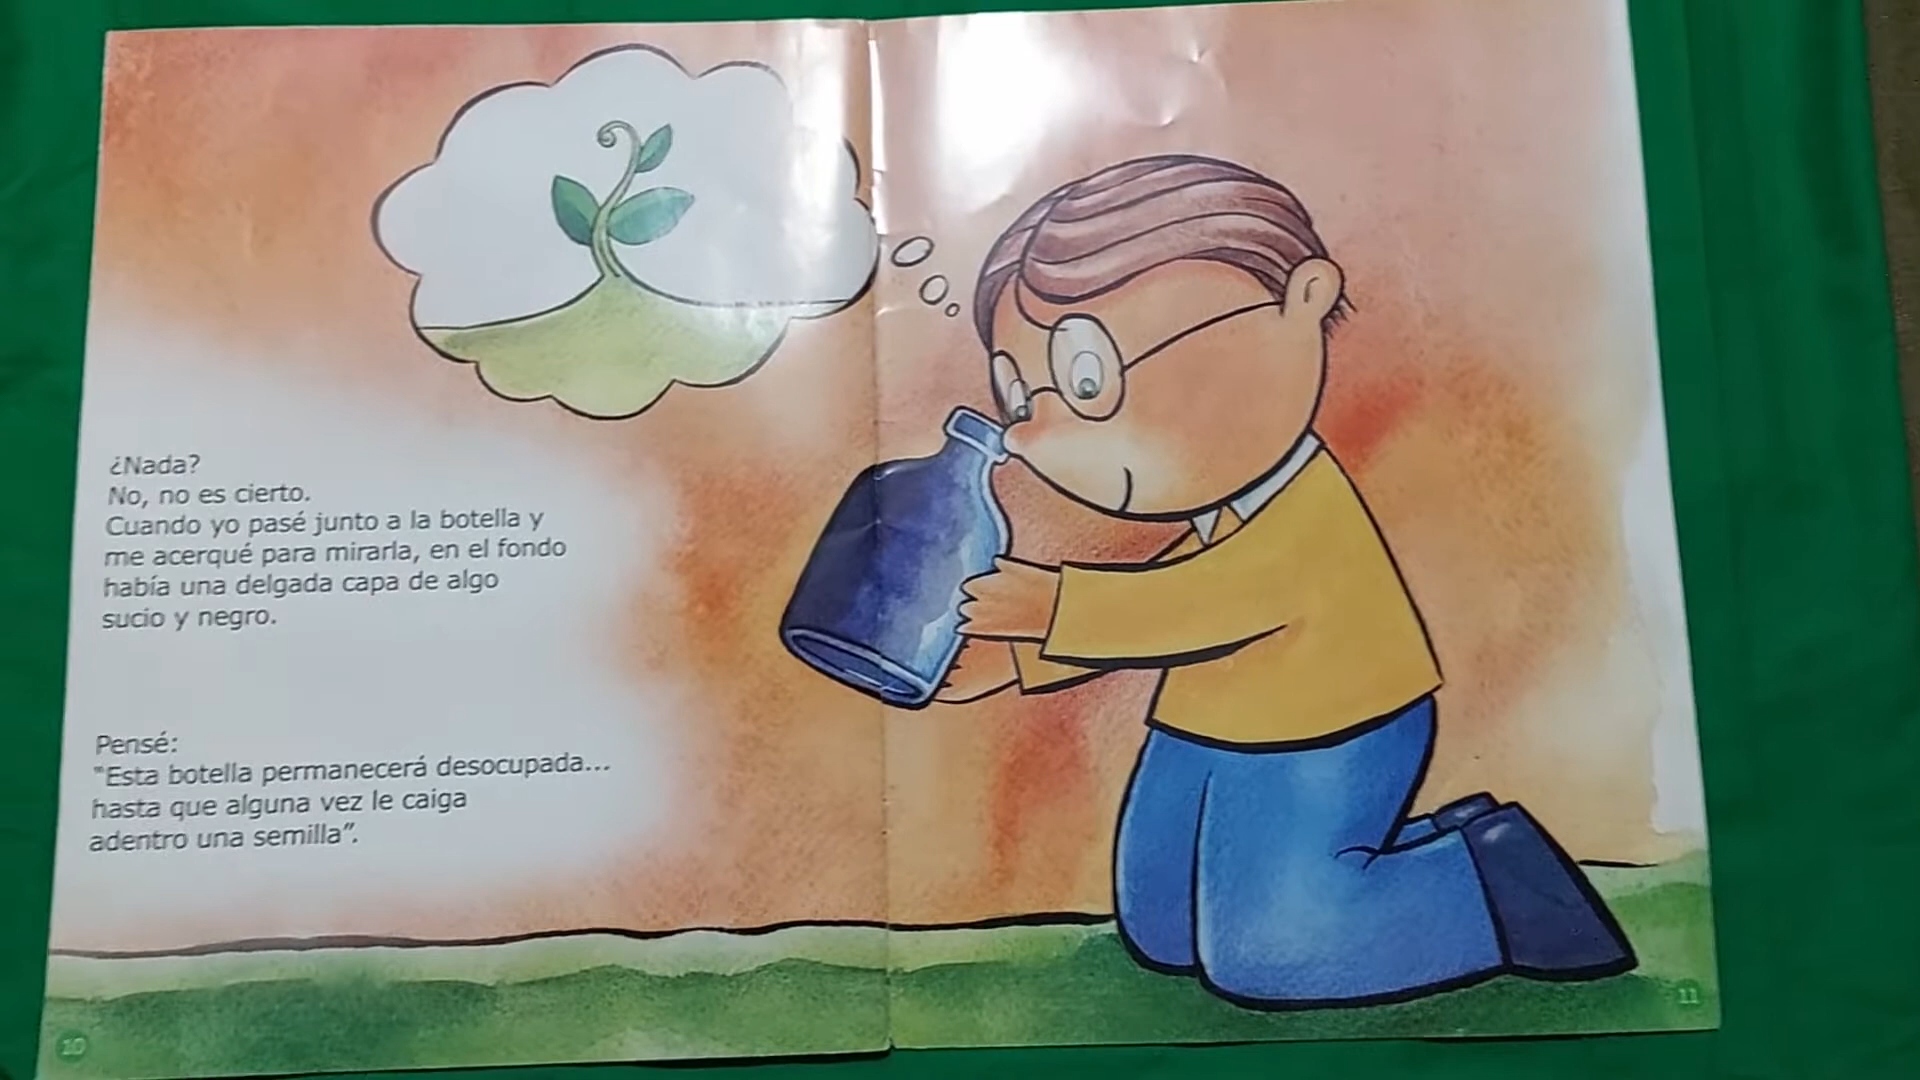 ¿Nada?
No, no es cierto.
Cuando yo pasé junto a la botella y
me acerqué para mirarla, en el fondo
había una delgada capa de algo
sucio y negro.
Pensé:
"Esta botella permanecerá desocupada...
hasta que alguna vez le caiga
adentro una semilla”.
10
11